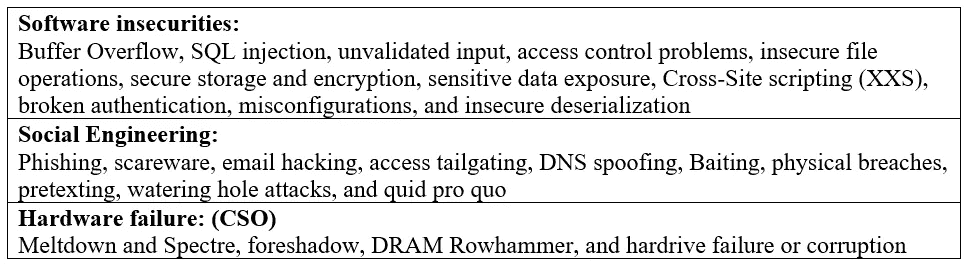 Software insecurities:
Buffer Overflow, SQL injection, unvalidated input, access control problems, insecure file
operations, secure storage and encryption, sensitive data exposure, Cross-Site scripting (XXS),
broken authentication, misconfigurations, and insecure deserialization
Social Engineering:
Phishing, scareware, email hacking, access tailgating, DNS spoofing, Baiting, physical breaches,
pretexting, watering hole attacks, and quid pro quo
Hardware failure: (CSO)
Meltdown and Spectre, foreshadow, DRAM Rowhammer, and hardrive failure or corruption